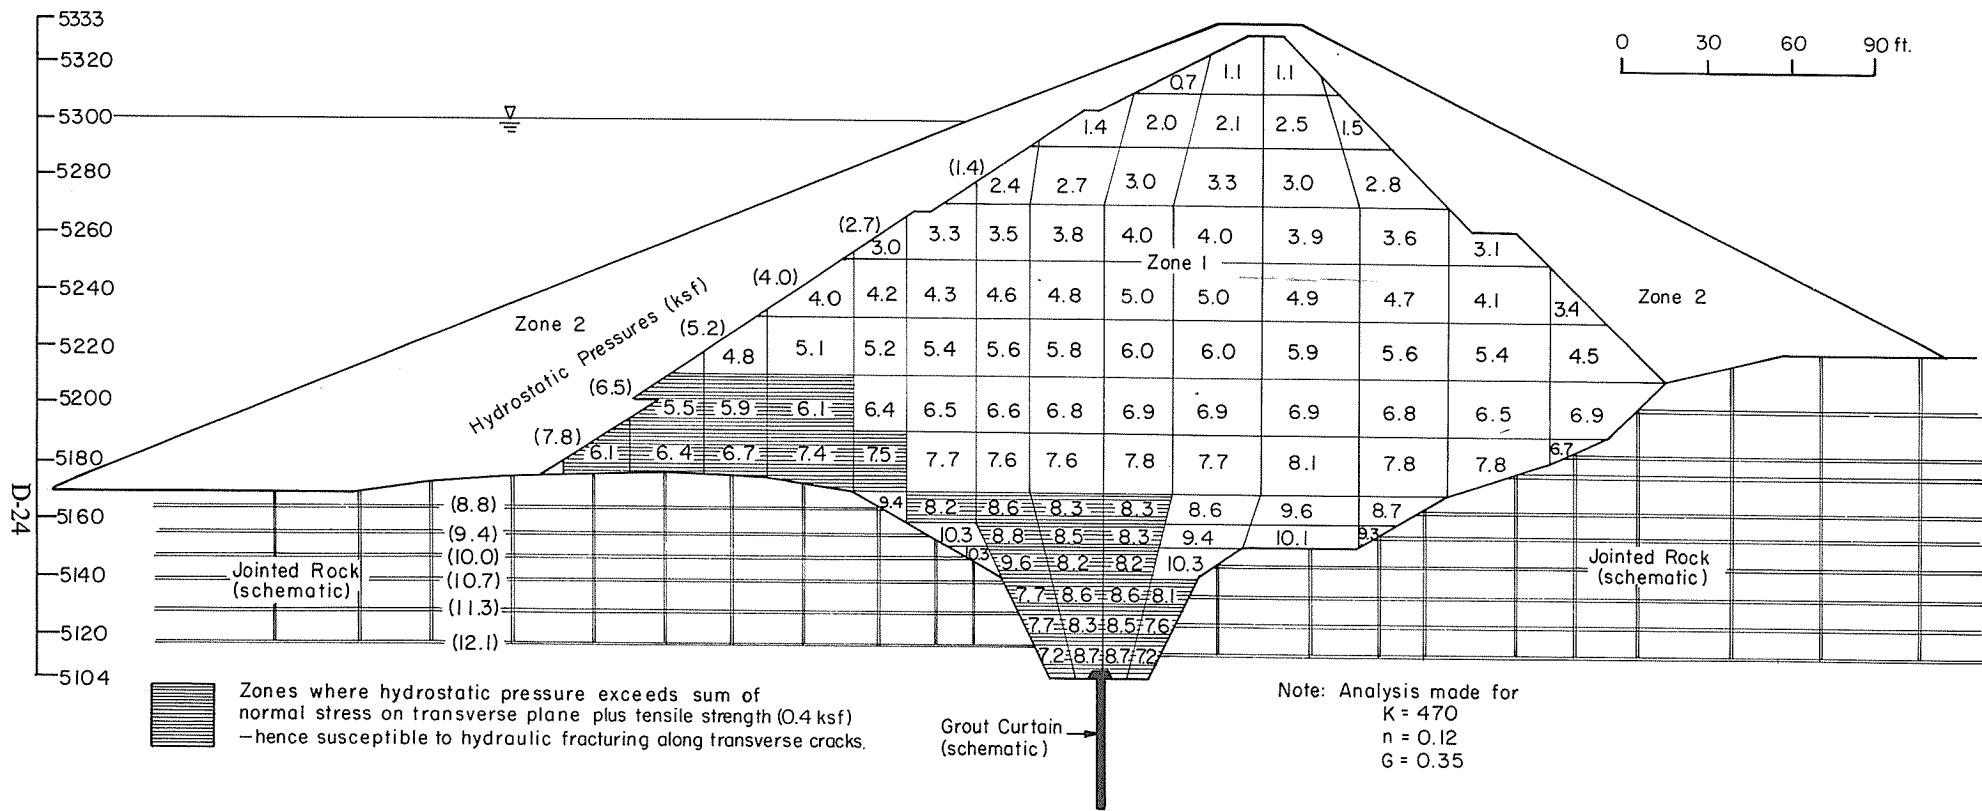 5333
5320
5300
5280
5260
5240
5220
5200
5180
5160
5140
5120
5104
D-24
0 30 60 90 ft.
0.7 1.1 1.1
1.4 2.0 2.1 2.5 1.5
(1.4) 2.4 2.7 3.0 3.3 3.0 2.8
(2.7) 3.0 3.3 3.5 3.8 4.0 4.0 3.9 3.6 3.1
Zone 1
(4.0) 4.0 4.2 4.3 4.6 4.8 5.0 5.0 4.9 4.7 4.1 3.4
Zone 2
Zone 2
Hydrostatic Pressures (ksf)
(5.2) 4.8 5.1 5.2 5.4 5.6 5.8 6.0 6.0 5.9 5.6 5.4 4.5
(6.5) 5.5 5.9 6.1 6.4 6.5 6.6 6.8 6.9 6.9 6.9 6.8 6.5 6.9
(7.8) 6.1 6.4 6.7 7.4 7.5 7.7 7.6 7.6 7.8 7.7 8.1 7.8 7.8 6.7
(8.8) 9.4 8.2 8.6 8.3 8.3 8.6 9.6 8.7
(9.4) 10.3 8.8 8.5 8.3 9.4 10.1 9.3
(10.0) 10.3 9.6 8.2 8.2 10.3
(10.7) 7.7 8.6 8.6 8.1
(11.3) 7.7 8.3 8.5 7.6
(12.1) 7.2 8.7 8.7 7.2
Jointed Rock
(schematic)
Jointed Rock
(schematic)
Zones where hydrostatic pressure exceeds sum of
normal stress on transverse plane plus tensile strength (0.4 ksf)
—hence susceptible to hydraulic fracturing along transverse cracks.
Grout Curtain
(schematic)
Note: Analysis made for
K = 470
n = 0.12
G = 0.35